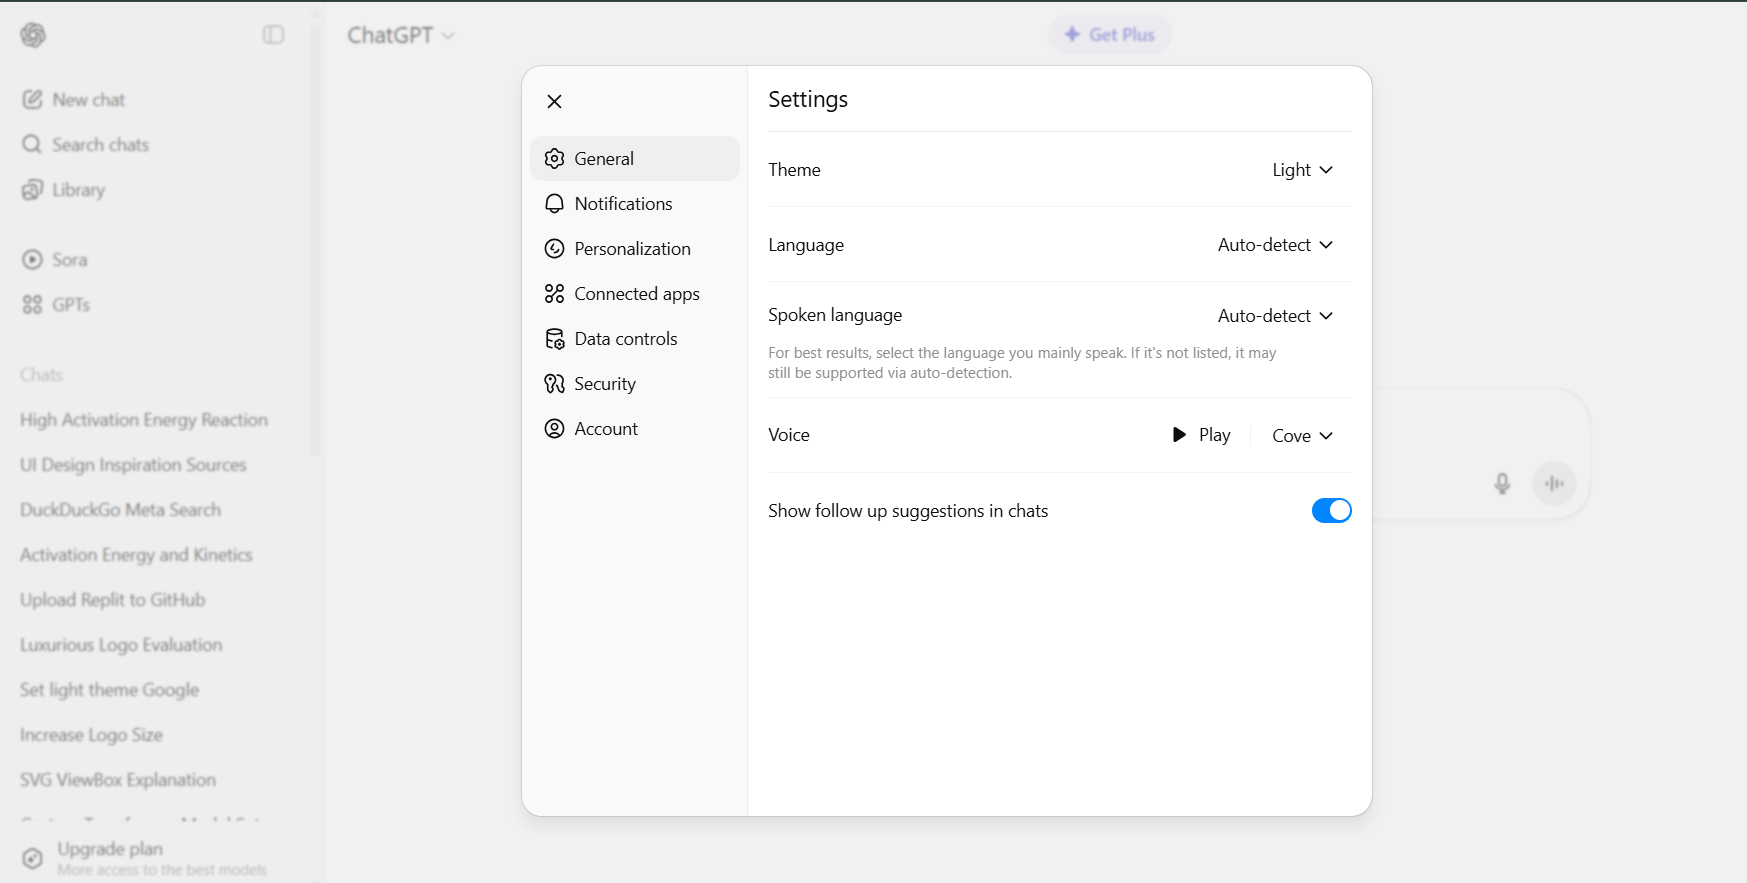 ChatGPT
Get Plus
New chat
Search chats
Library
Sora
GPTs
Chats
High Activation Energy Reaction
UI Design Inspiration Sources
DuckDuckGo Meta Search
Activation Energy and Kinetics
Upload Replit to GitHub
Luxurious Logo Evaluation
Set light theme Google
Increase Logo Size
SVG ViewBox Explanation
Upgrade plan
More access to the best models
General
Notifications
Personalization
Connected apps
Data controls
Security
Account
Settings
Theme
Light
Language
Auto-detect
Spoken language
Auto-detect
For best results, select the language you mainly speak. If it's not listed, it may
still be supported via auto-detection.
Voice
Play
Cove
Show follow up suggestions in chats